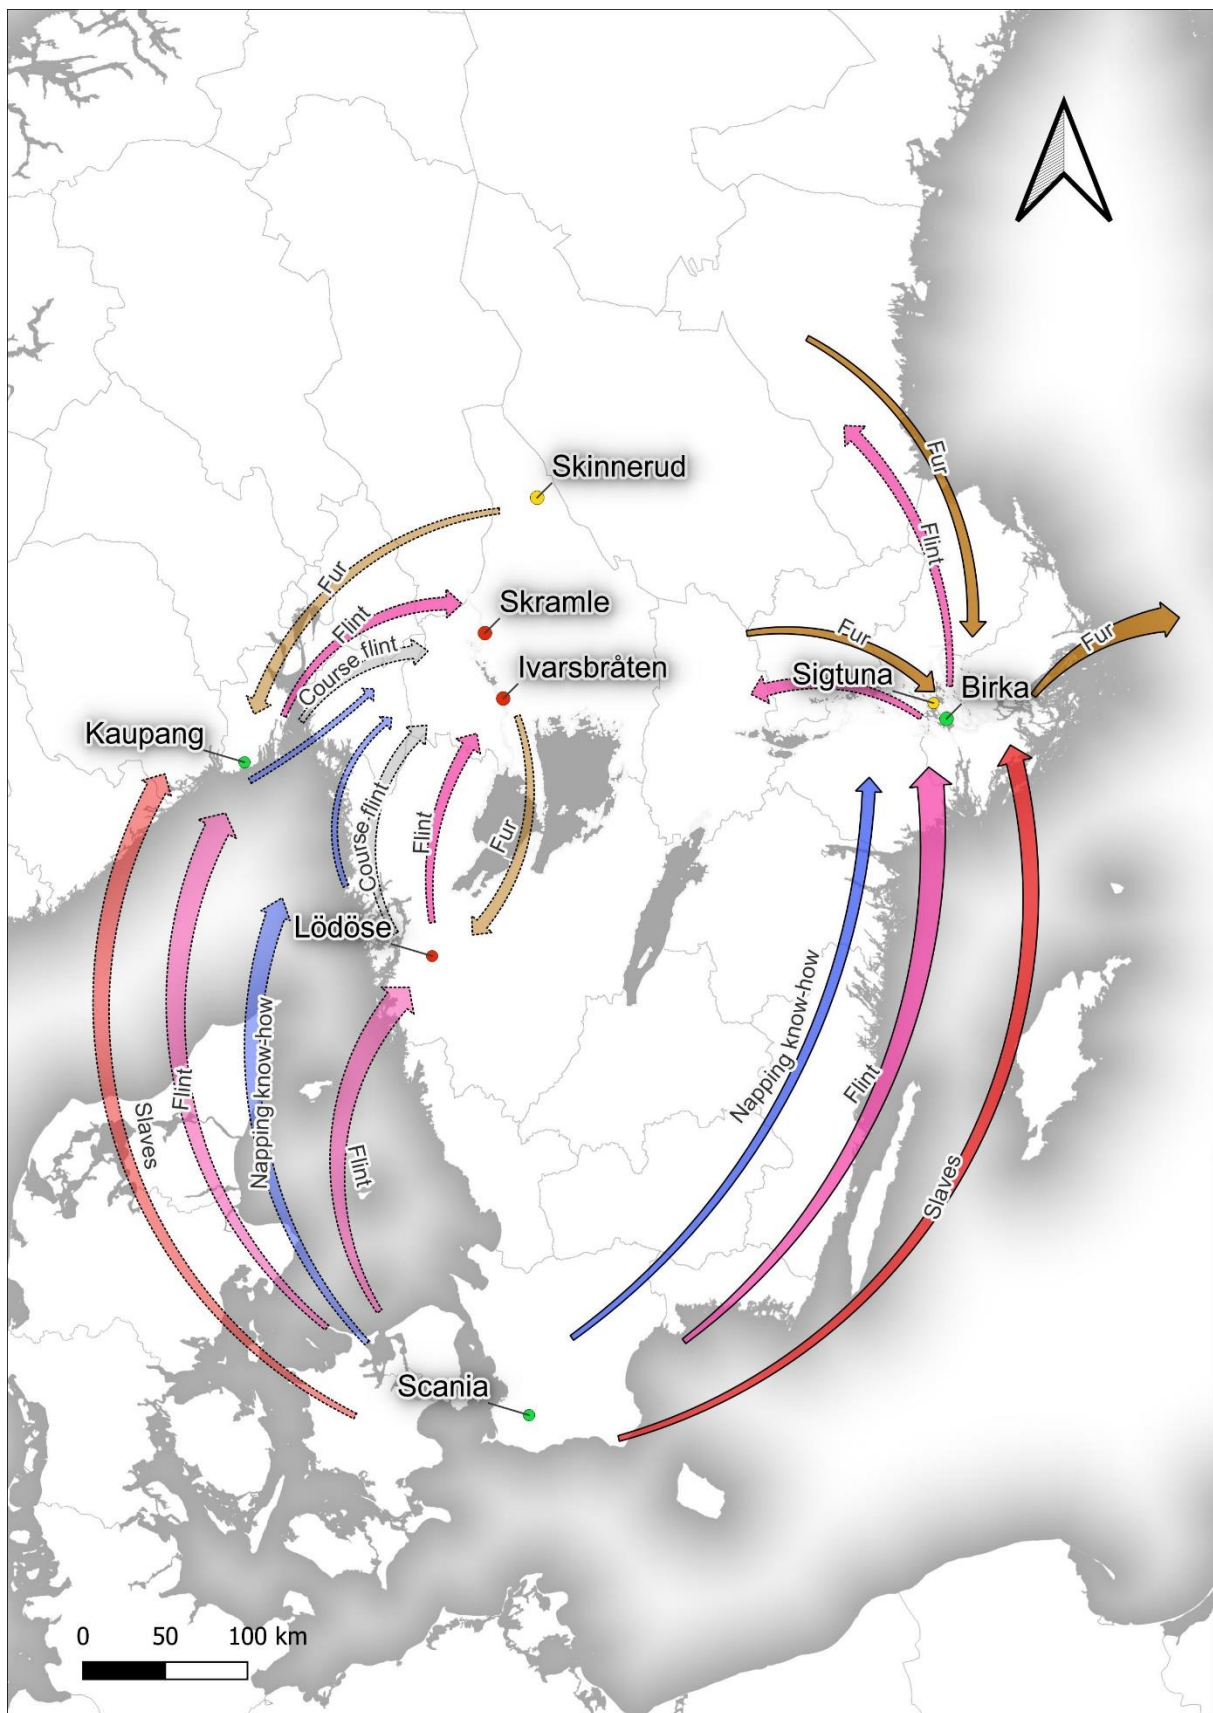 Skinnerud
Fur
Fur
Flint
Fur
Skramle
Flint
Course flint
Ivarsbråten
Fur
Fur
Sigtuna
Birka
Kaupang
Course flint
Flint
Fur
Lödöse
Napping know-how
Napping know-how
Flint
Flint
Slaves
Flint
Slaves
Scania
0 50 100 km